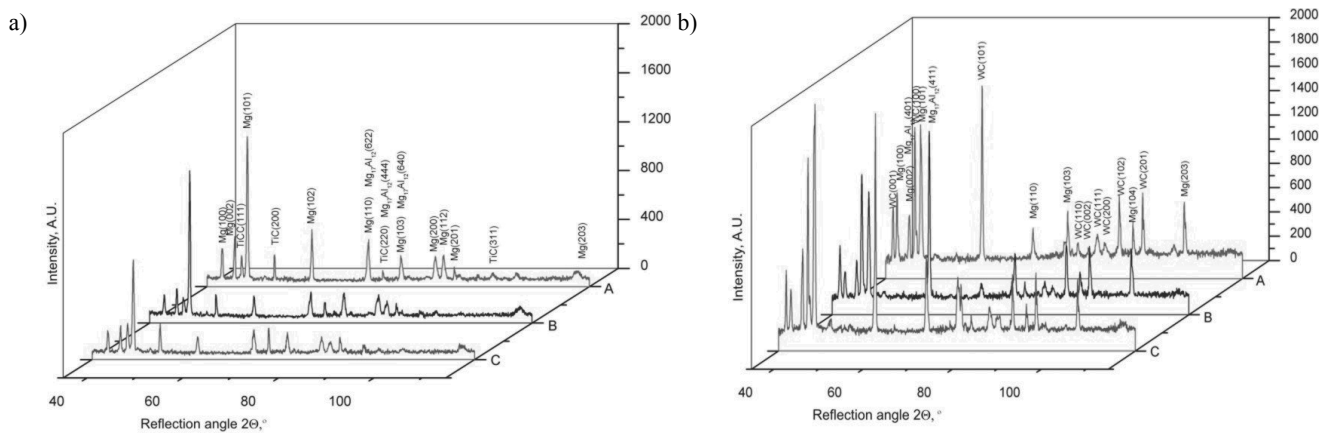 a)
2000
1600
1200
800
400
0
Mg(101)
Mg(100)
Mg(002)
TiCC(111)
TiC(200)
Mg(102)
Mg(110)
Mg₁₇Al₁₂(622)
TiC(220)
Mg₁₇Al₁₂(444)
Mg(103)
Mg₁₇Al₁₂(640)
Mg(200)
Mg(112)
Mg(201)
TiC(311)
Mg(203)
A
B
C
Intensity, A.U.
40
60
80
100
Reflection angle 2Θ,°
b)
2000
1800
1600
1400
1200
1000
800
600
400
200
0
WC(001)
Mg(100)
Mg(002)
WC(100)
Mg(101)
Mg₁₇Al₁₂(411)
WC(101)
Mg(110)
Mg(103)
WC(110)
WC(002)
WC(111)
WC(200)
WC(102)
Mg(104)
WC(201)
Mg(203)
A
B
C
Intensity, A.U.
40
60
80
100
Reflection angle 2Θ,°